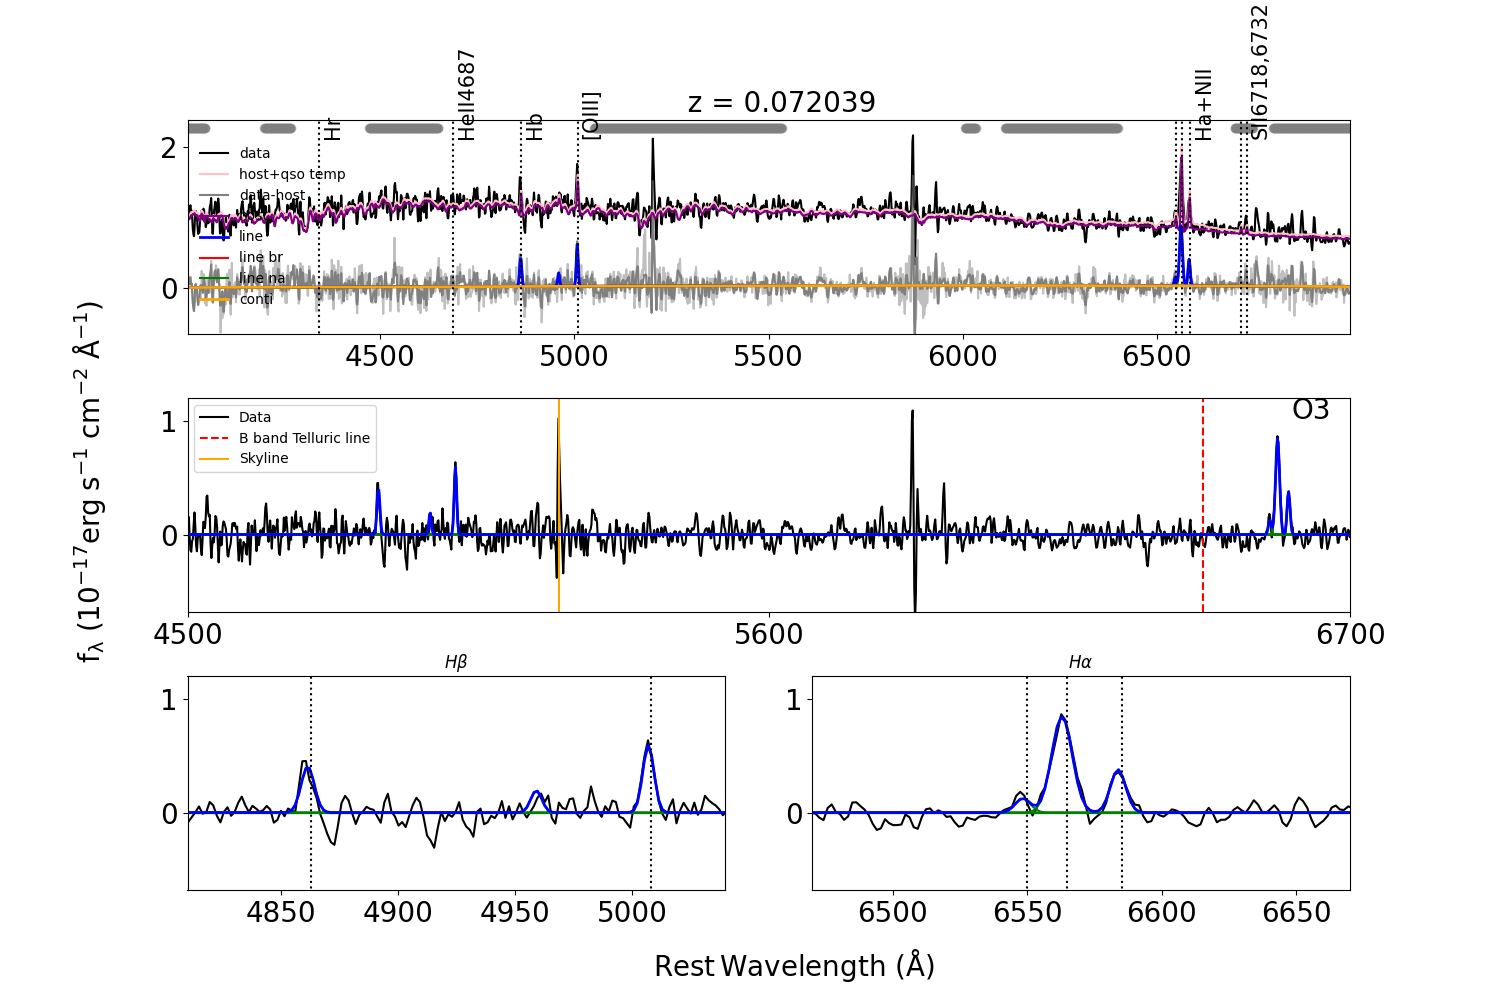 z = 0.072039
Hr
HeII4687
Hb
[OIII]
Ha+NII
SII6718,6732
data
host+qso temp
data-host
line
line br
line na
conti
2
0
4500 5000 5500 6000 6500
O3
Data
B band Telluric line
Skyline
1
0
4500 5600 6700
fλ (10⁻¹⁷erg s⁻¹ cm⁻² Å⁻¹)
Hβ
1
0
4850 4900 4950 5000
Hα
1
0
6500 6550 6600 6650
Rest Wavelength (Å)